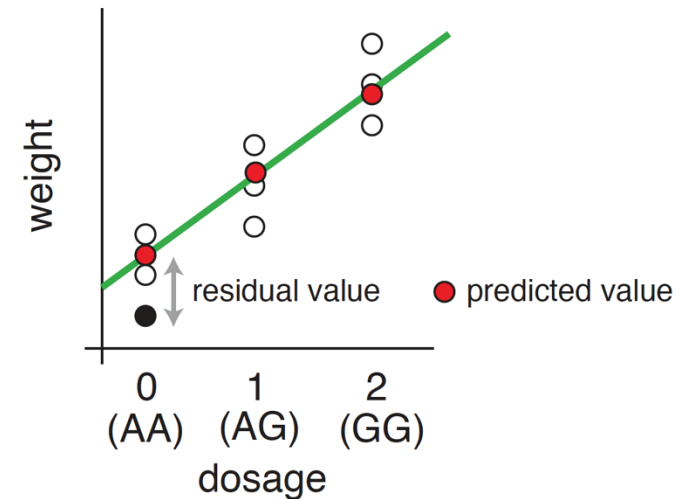 weight
residual value
predicted value
0 1 2
(AA) (AG) (GG)
dosage